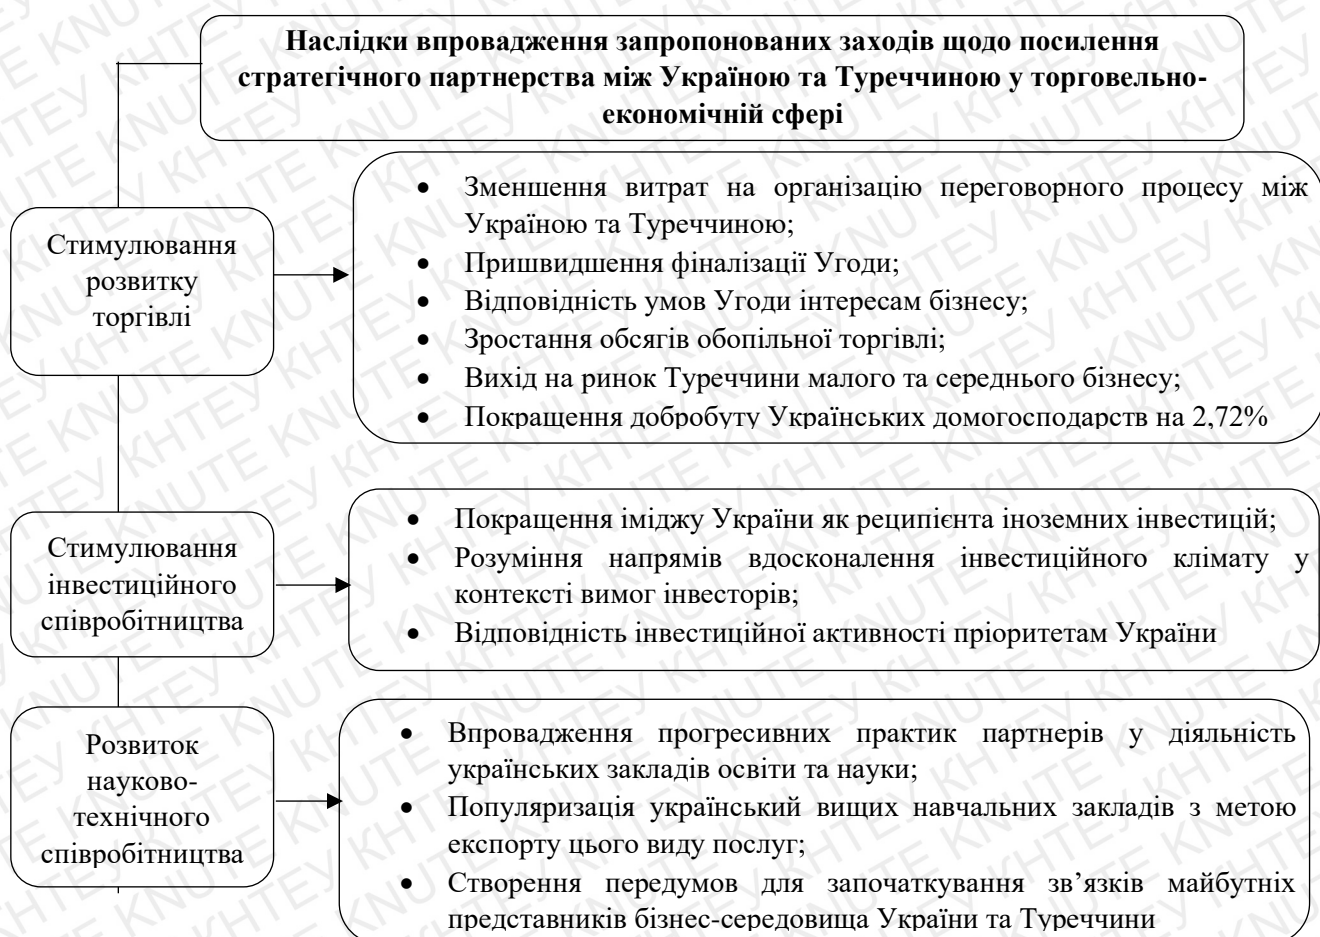 Наслідки впровадження запропонованих заходів щодо посилення
стратегічного партнерства між Україною та Туреччиною у торговельно-
економічній сфері
Стимулювання
розвитку
торгівлі
• Зменшення витрат на організацію переговорного процесу між
Україною та Туреччиною;
• Пришвидшення фіналізації Угоди;
• Відповідність умов Угоди інтересам бізнесу;
• Зростання обсягів обопільної торгівлі;
• Вихід на ринок Туреччини малого та середнього бізнесу;
• Покращення добробуту Українських домогосподарств на 2,72%
Стимулювання
інвестиційного
співробітництва
• Покращення іміджу України як реципієнта іноземних інвестицій;
• Розуміння напрямів вдосконалення інвестиційного клімату у
контексті вимог інвесторів;
• Відповідність інвестиційної активності пріоритетам України
Розвиток
науково-
технічного
співробітництва
• Впровадження прогресивних практик партнерів у діяльність
українських закладів освіти та науки;
• Популяризація український вищих навчальних закладів з метою
експорту цього виду послуг;
• Створення передумов для започаткування зв’язків майбутніх
представників бізнес-середовища України та Туреччини